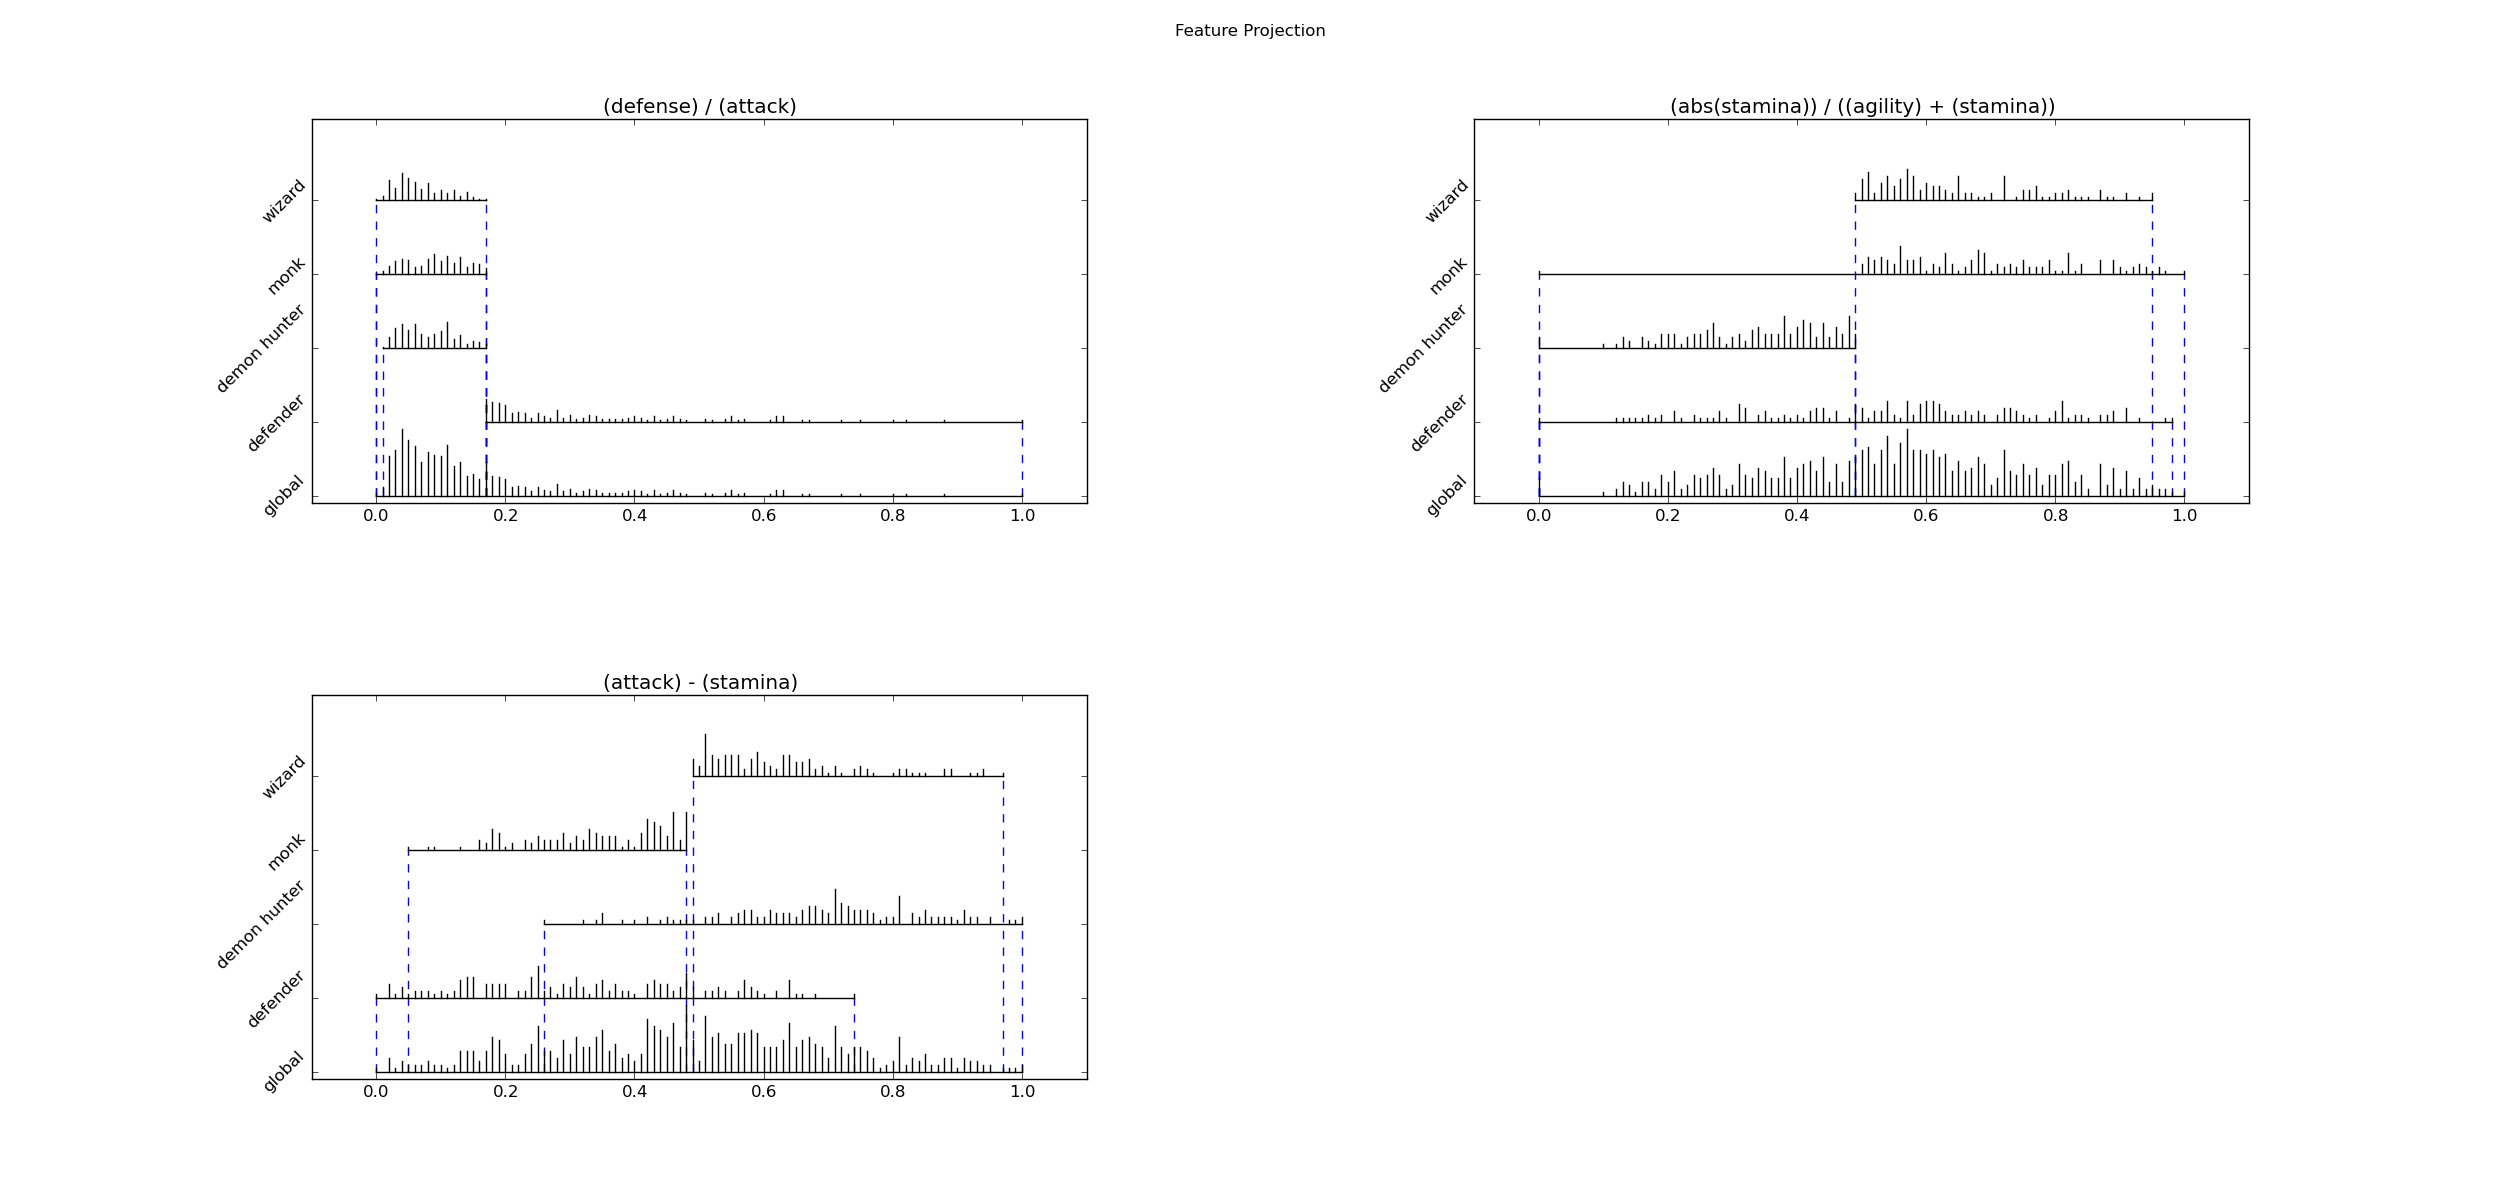 Feature Projection
(defense) / (attack)
wizard
monk
demon hunter
defender
global
0.0 0.2 0.4 0.6 0.8 1.0
(abs(stamina)) / ((agility) + (stamina))
wizard
monk
demon hunter
defender
global
0.0 0.2 0.4 0.6 0.8 1.0
(attack) - (stamina)
wizard
monk
demon hunter
defender
global
0.0 0.2 0.4 0.6 0.8 1.0